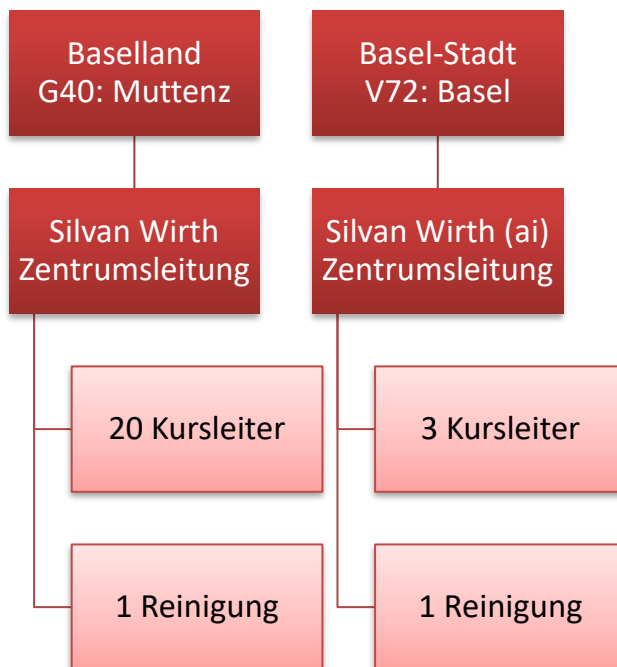 Baselland
G40: Muttenz
Silvan Wirth
Zentrumsleitung
20 Kursleiter
1 Reinigung
Basel-Stadt
V72: Basel
Silvan Wirth (ai)
Zentrumsleitung
3 Kursleiter
1 Reinigung